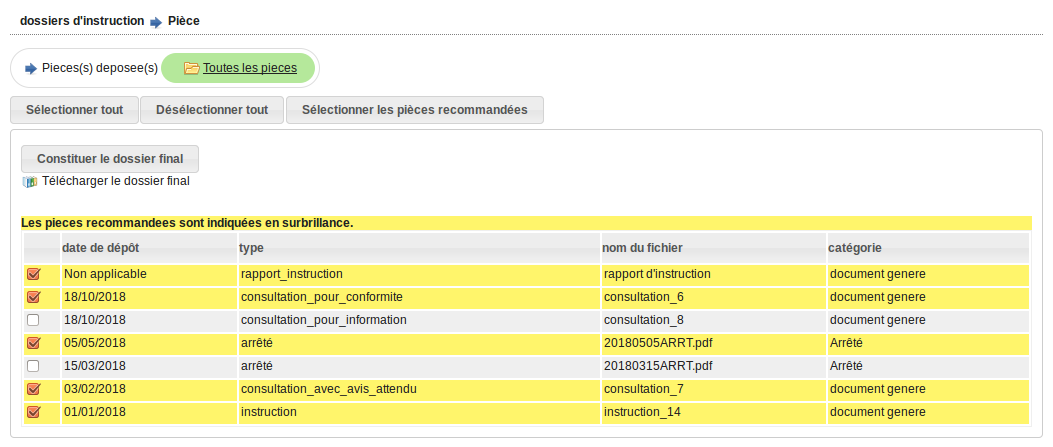 dossiers d'instruction Pièce
Pieces(s) deposee(s) Toutes les pieces
Sélectionner tout Désélectionner tout Sélectionner les pièces recommandées
Constituer le dossier final
Télécharger le dossier final
Les pieces recommandees sont indiquées en surbrillance.
date de dépôt type nom du fichier catégorie
Non applicable rapport_instruction rapport d'instruction document genere
18/10/2018 consultation_pour_conformite consultation_6 document genere
18/10/2018 consultation_pour_information consultation_8 document genere
05/05/2018 arrêté 20180505ARRT.pdf Arrêté
15/03/2018 arrêté 20180315ARRT.pdf Arrêté
03/02/2018 consultation_avec_avis_attendu consultation_7 document genere
01/01/2018 instruction instruction_14 document genere